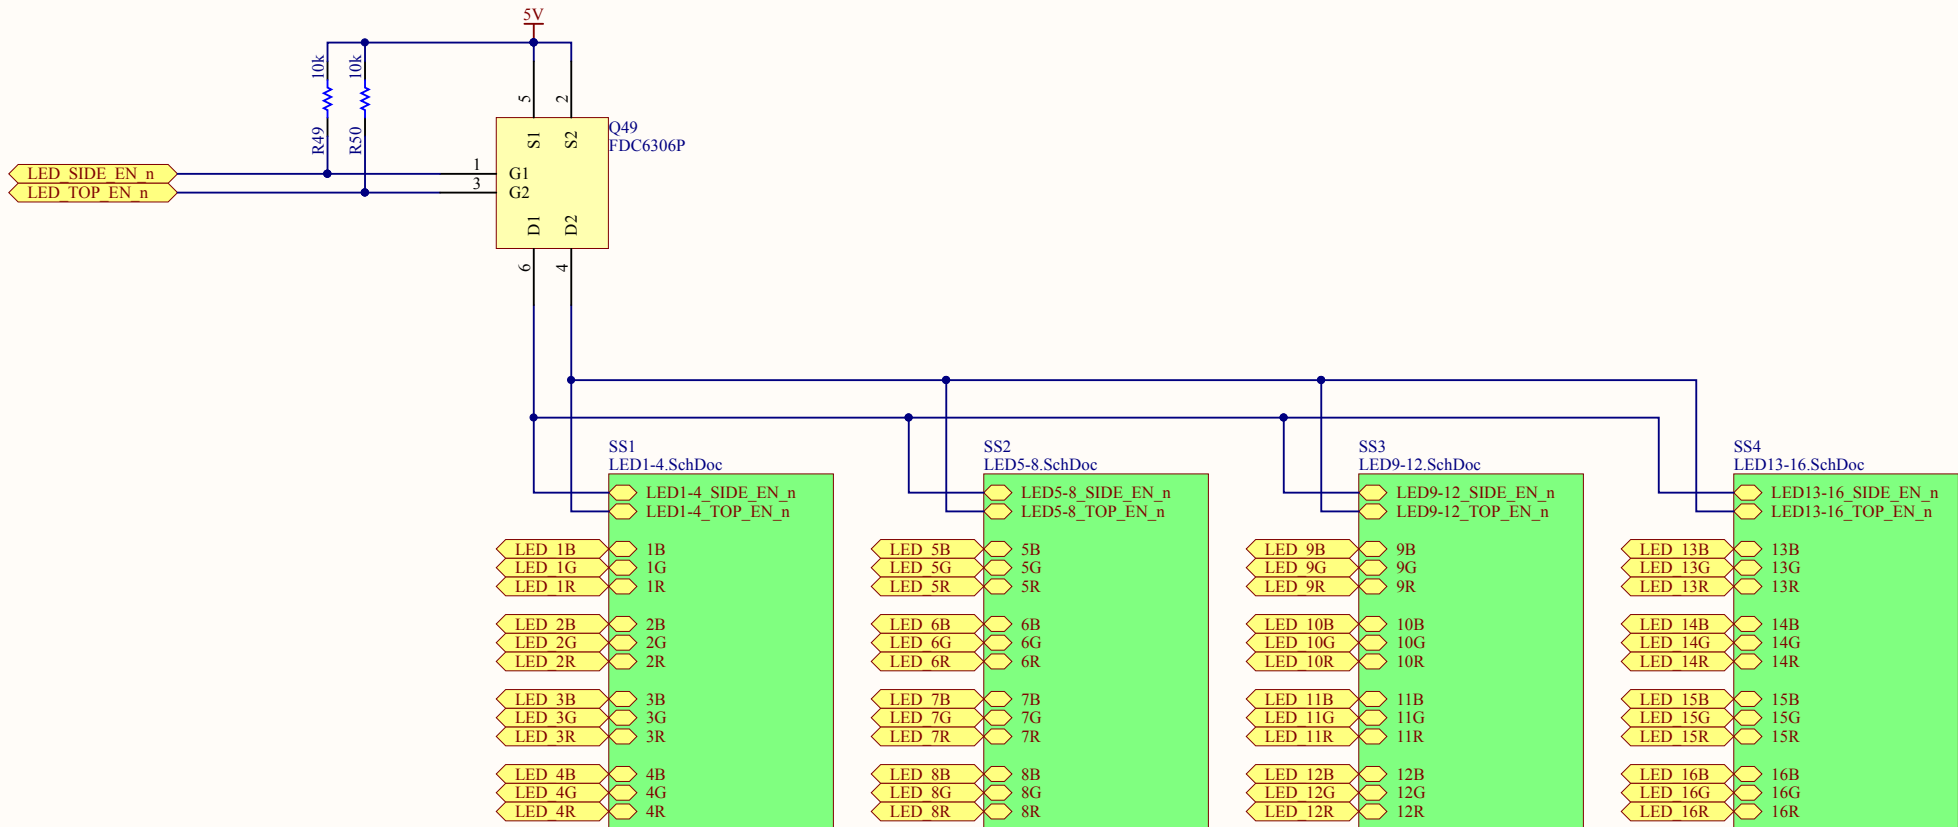 5V
10k
10k
R49
R50
5
2
S1
S2
Q49
FDC6306P
LED_SIDE_EN_n
LED_TOP_EN_n
1
3
G1
G2
D1
D2
6
4
SS1
LED1-4.SchDoc
LED1-4_SIDE_EN_n
LED1-4_TOP_EN_n
LED_1B 1B
LED_1G 1G
LED_1R 1R
LED_2B 2B
LED_2G 2G
LED_2R 2R
LED_3B 3B
LED_3G 3G
LED_3R 3R
LED_4B 4B
LED_4G 4G
LED_4R 4R
SS2
LED5-8.SchDoc
LED5-8_SIDE_EN_n
LED5-8_TOP_EN_n
LED_5B 5B
LED_5G 5G
LED_5R 5R
LED_6B 6B
LED_6G 6G
LED_6R 6R
LED_7B 7B
LED_7G 7G
LED_7R 7R
LED_8B 8B
LED_8G 8G
LED_8R 8R
SS3
LED9-12.SchDoc
LED9-12_SIDE_EN_n
LED9-12_TOP_EN_n
LED_9B 9B
LED_9G 9G
LED_9R 9R
LED_10B 10B
LED_10G 10G
LED_10R 10R
LED_11B 11B
LED_11G 11G
LED_11R 11R
LED_12B 12B
LED_12G 12G
LED_12R 12R
SS4
LED13-16.SchDoc
LED13-16_SIDE_EN_n
LED13-16_TOP_EN_n
LED_13B 13B
LED_13G 13G
LED_13R 13R
LED_14B 14B
LED_14G 14G
LED_14R 14R
LED_15B 15B
LED_15G 15G
LED_15R 15R
LED_16B 16B
LED_16G 16G
LED_16R 16R